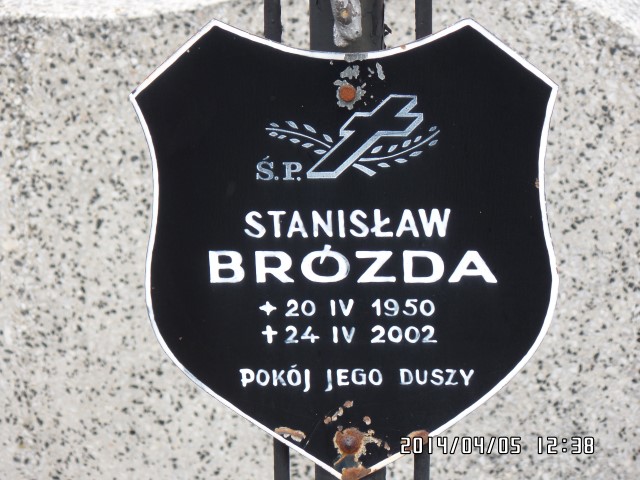 Ś.P.
STANISŁAW
BRÓZDA
✦ 20 IV 1950
✝ 24 IV 2002
POKÓJ JEGO DUSZY
2014/04/05 12:38